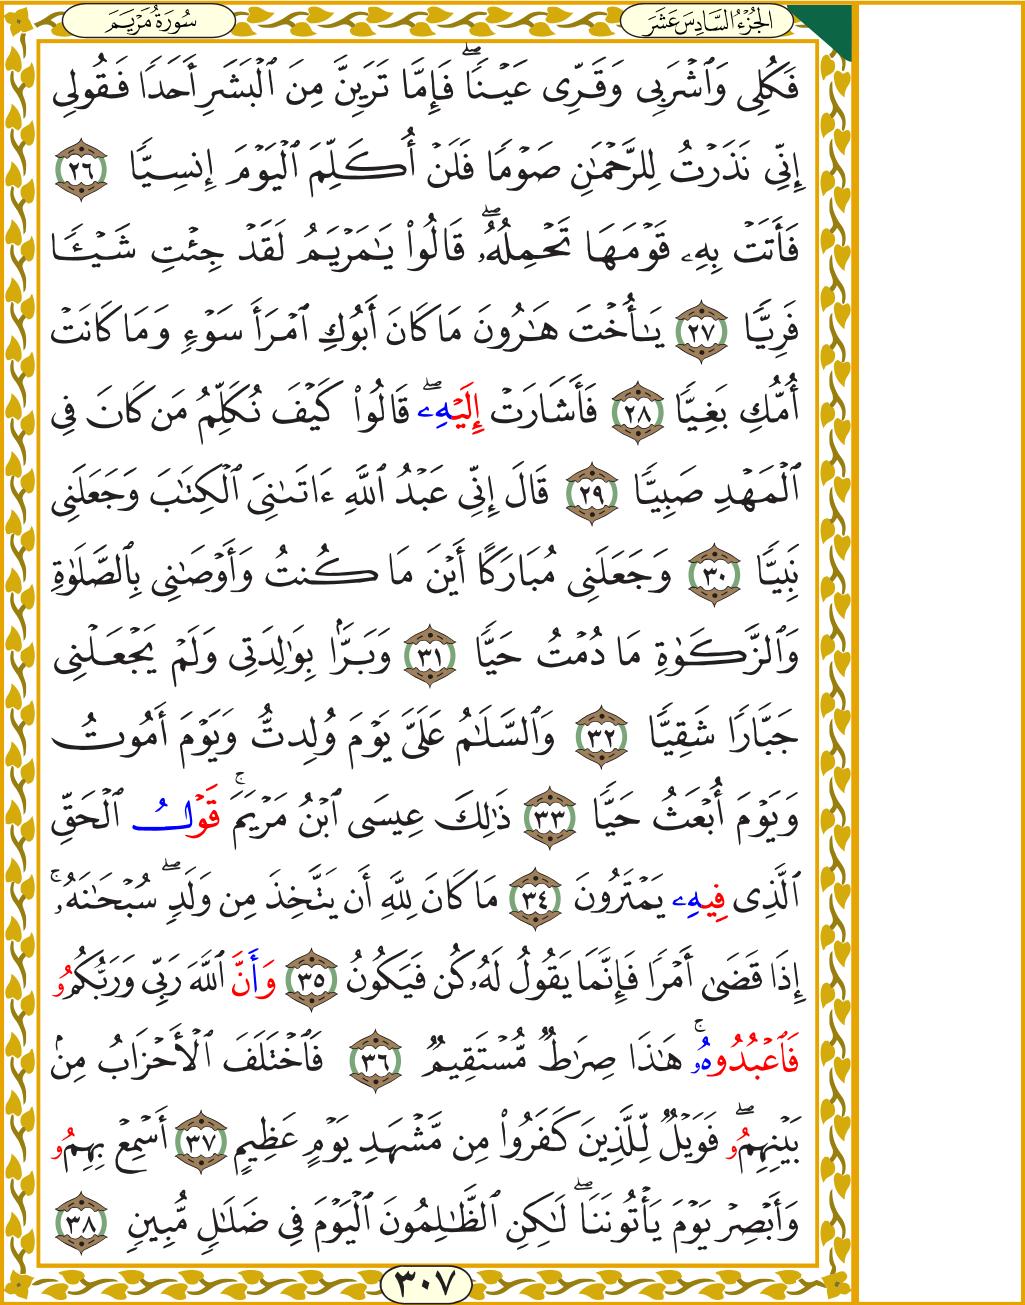 الجُزْءُ السَّادِسَ عَشَرَ
سُورَةُ مَرْيَمَ
فَكُلِى وَٱشْرَبِى وَقَرِّى عَيْنٗاۖ فَإِمَّا تَرَيِنَّ مِنَ ٱلْبَشَرِ أَحَدٗا فَقُولِى
إِنِّى نَذَرْتُ لِلرَّحْمَٰنِ صَوْمٗا فَلَنْ أُكَلِّمَ ٱلْيَوْمَ إِنسِيّٗا ٢٦
فَأَتَتْ بِهِۦ قَوْمَهَا تَحْمِلُهُۥۖ قَالُوا۟ يَٰمَرْيَمُ لَقَدْ جِئْتِ شَيْـٔٗا
فَرِيّٗا ٢٧ يَٰٓأُخْتَ هَٰرُونَ مَا كَانَ أَبُوكِ ٱمْرَأَ سَوْءٖ وَمَا كَانَتْ
أُمُّكِ بَغِيّٗا ٢٨ فَأَشَارَتْ إِلَيْهِۦۖ قَالُوا۟ كَيْفَ نُكَلِّمُ مَن كَانَ فِى
ٱلْمَهْدِ صَبِيّٗا ٢٩ قَالَ إِنِّى عَبْدُ ٱللَّهِ ءَاتَىٰنِىَ ٱلْكِتَٰبَ وَجَعَلَنِى
نَبِيّٗا ٣٠ وَجَعَلَنِى مُبَارَكًا أَيْنَ مَا كُنتُ وَأَوْصَٰنِى بِٱلصَّلَوٰةِ
وَٱلزَّكَوٰةِ مَا دُمْتُ حَيّٗا ٣١ وَبَرَّۢا بِوَٰلِدَتِى وَلَمْ يَجْعَلْنِى
جَبَّارٗا شَقِيّٗا ٣٢ وَٱلسَّلَٰمُ عَلَىَّ يَوْمَ وُلِدتُّ وَيَوْمَ أَمُوتُ
وَيَوْمَ أُبْعَثُ حَيّٗا ٣٣ ذَٰلِكَ عِيسَى ٱبْنُ مَرْيَمَۚ قَوْلُ ٱلْحَقِّ
ٱلَّذِى فِيهِۦ يَمْتَرُونَ ٣٤ مَا كَانَ لِلَّهِ أَن يَتَّخِذَ مِن وَلَدٖۖ سُبْحَٰنَهُۥٓۚ
إِذَا قَضَىٰٓ أَمْرٗا فَإِنَّمَا يَقُولُ لَهُۥ كُن فَيَكُونُ ٣٥ وَأَنَّ ٱللَّهَ رَبِّى وَرَبُّكُمُۥ
فَٱعْبُدُوهُۥۚ هَٰذَا صِرَٰطٞ مُّسْتَقِيمٞ ٣٦ فَٱخْتَلَفَ ٱلْأَحْزَابُ مِنۢ
بَيْنِهِمُۥۖ فَوَيْلٞ لِّلَّذِينَ كَفَرُوا۟ مِن مَّشْهَدِ يَوْمٍ عَظِيمٍ ٣٧ أَسْمِعْ بِهِمُۥ
وَأَبْصِرْ يَوْمَ يَأْتُونَنَاۖ لَٰكِنِ ٱلظَّٰلِمُونَ ٱلْيَوْمَ فِى ضَلَٰلٖ مُّبِينٖ ٣٨
٣٠٧